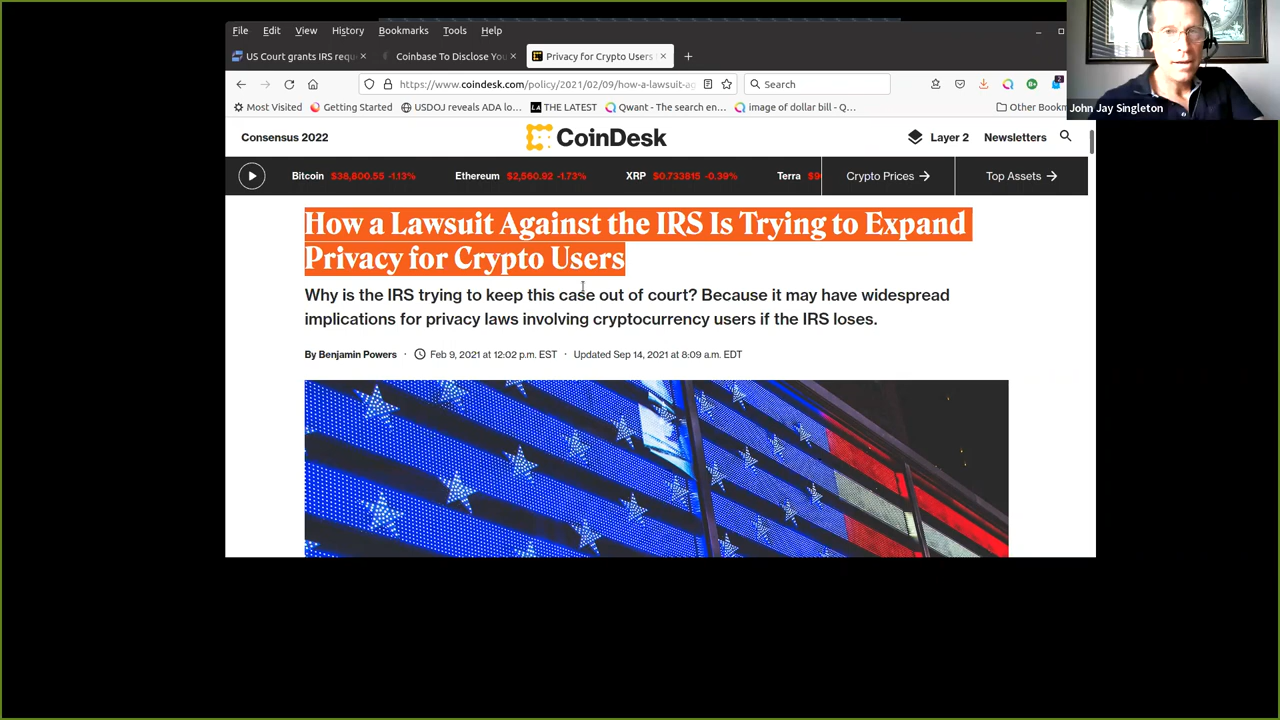 File Edit View History Bookmarks Tools Help
US Court grants IRS requ
Coinbase To Disclose You
Privacy for Crypto Users
https://www.coindesk.com/policy/2021/02/09/how-a-lawsuit-ag
Search
Most Visited Getting Started USDOJ reveals ADA lo... THE LATEST Qwant - The search en... image of dollar bill - Q... Other Bookm
John Jay Singleton
Consensus 2022
CoinDesk
Layer 2 Newsletters
Bitcoin $38,800.55 -1.13% Ethereum $2,560.92 -1.73% XRP $0.733815 -0.39% Terra $9
Crypto Prices → Top Assets →
How a Lawsuit Against the IRS Is Trying to Expand
Privacy for Crypto Users
Why is the IRS trying to keep this case out of court? Because it may have widespread
implications for privacy laws involving cryptocurrency users if the IRS loses.
By Benjamin Powers · Feb 9, 2021 at 12:02 p.m. EST · Updated Sep 14, 2021 at 8:09 a.m. EDT